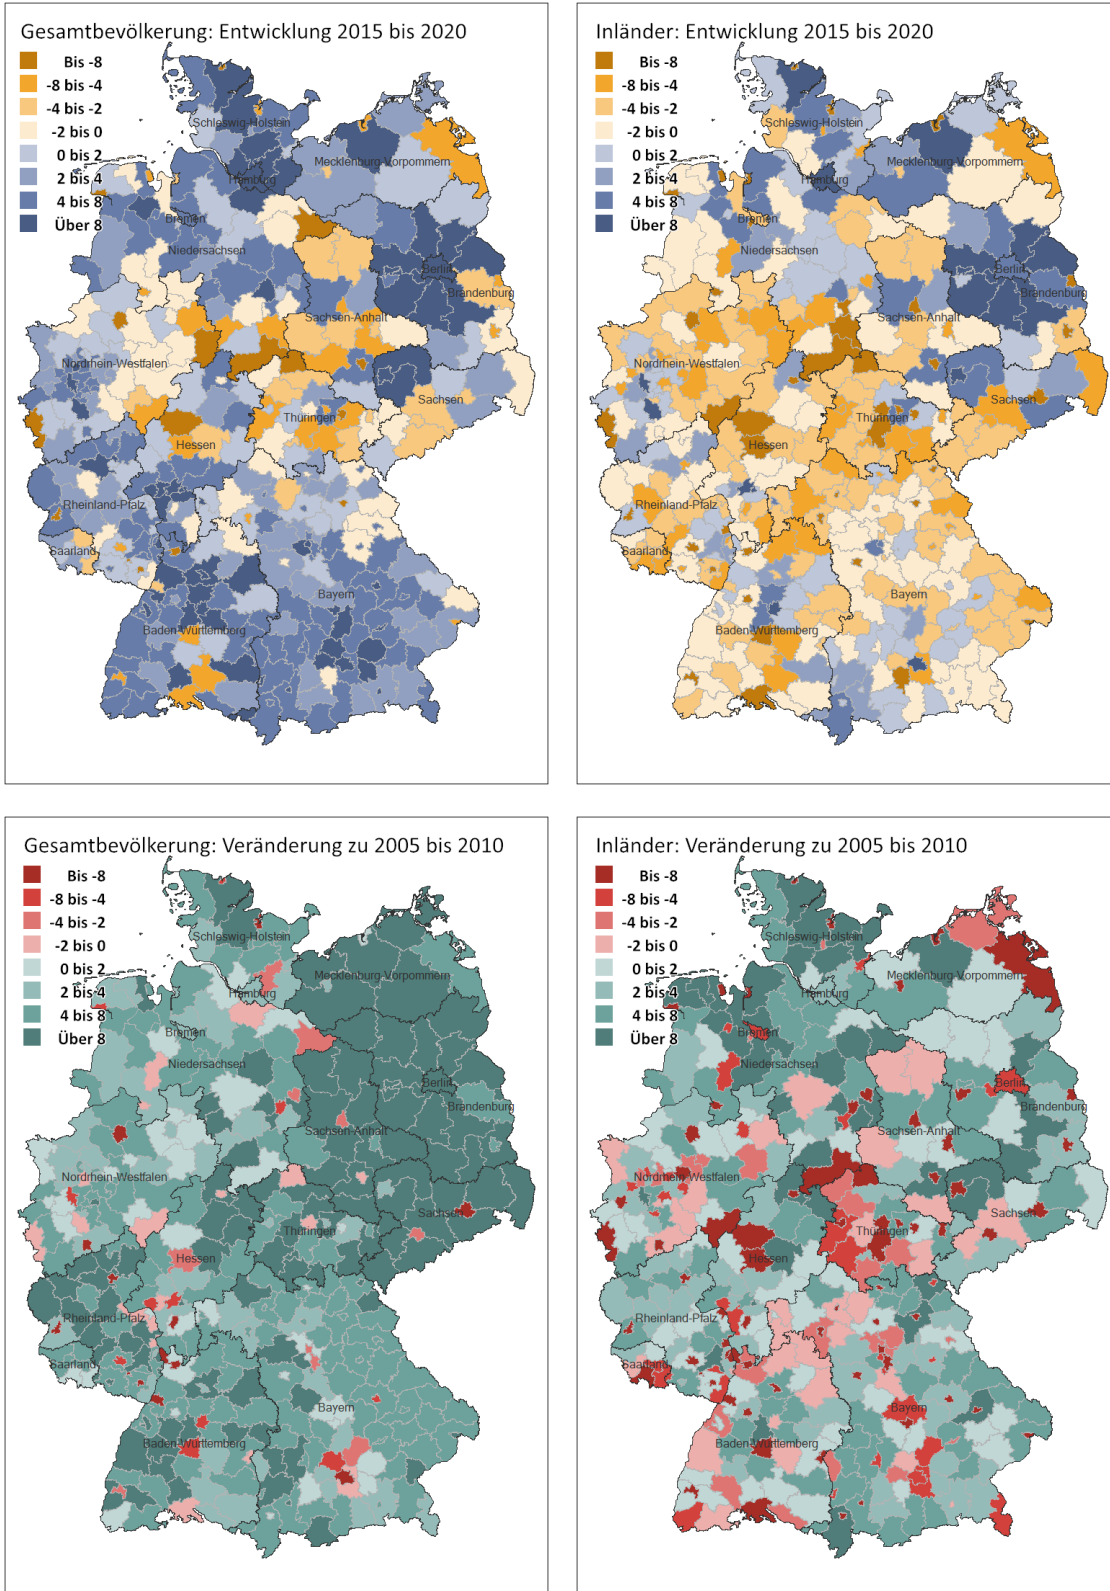 Gesamtbevölkerung: Entwicklung 2015 bis 2020
Bis -8
-8 bis -4
-4 bis -2
-2 bis 0
0 bis 2
2 bis 4
4 bis 8
Über 8
Schleswig-Holstein
Mecklenburg-Vorpommern
Hamburg
Bremen
Niedersachsen
Berlin
Brandenburg
Sachsen-Anhalt
Nordrhein-Westfalen
Sachsen
Thüringen
Hessen
Rheinland-Pfalz
Saarland
Bayern
Baden-Württemberg
Inländer: Entwicklung 2015 bis 2020
Bis -8
-8 bis -4
-4 bis -2
-2 bis 0
0 bis 2
2 bis 4
4 bis 8
Über 8
Schleswig-Holstein
Mecklenburg-Vorpommern
Hamburg
Bremen
Niedersachsen
Berlin
Brandenburg
Sachsen-Anhalt
Nordrhein-Westfalen
Sachsen
Thüringen
Hessen
Rheinland-Pfalz
Saarland
Bayern
Baden-Württemberg
Gesamtbevölkerung: Veränderung zu 2005 bis 2010
Bis -8
-8 bis -4
-4 bis -2
-2 bis 0
0 bis 2
2 bis 4
4 bis 8
Über 8
Schleswig-Holstein
Mecklenburg-Vorpommern
Hamburg
Bremen
Niedersachsen
Berlin
Brandenburg
Sachsen-Anhalt
Nordrhein-Westfalen
Sachsen
Thüringen
Hessen
Rheinland-Pfalz
Saarland
Bayern
Baden-Württemberg
Inländer: Veränderung zu 2005 bis 2010
Bis -8
-8 bis -4
-4 bis -2
-2 bis 0
0 bis 2
2 bis 4
4 bis 8
Über 8
Schleswig-Holstein
Mecklenburg-Vorpommern
Hamburg
Bremen
Niedersachsen
Berlin
Brandenburg
Sachsen-Anhalt
Nordrhein-Westfalen
Sachsen
Thüringen
Hessen
Rheinland-Pfalz
Saarland
Bayern
Baden-Württemberg